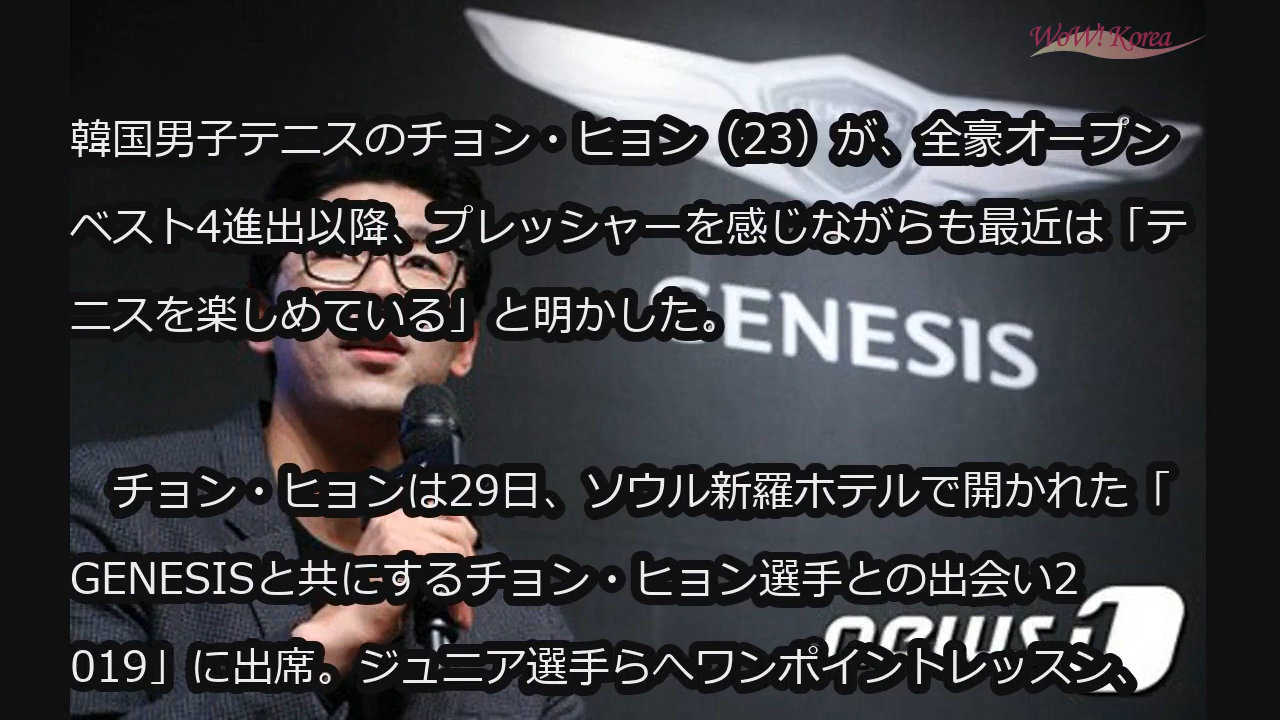 WoW! Korea
韓国男子テニスのチョン・ヒョン（23）が、全豪オープン
ベスト4進出以降、プレッシャーを感じながらも最近は「テ
ニスを楽しめている」と明かした。
GENESIS
チョン・ヒョンは29日、ソウル新羅ホテルで開かれた「
GENESISと共にするチョン・ヒョン選手との出会い2
019」に出席。ジュニア選手らへワンポイントレッスン、
news1